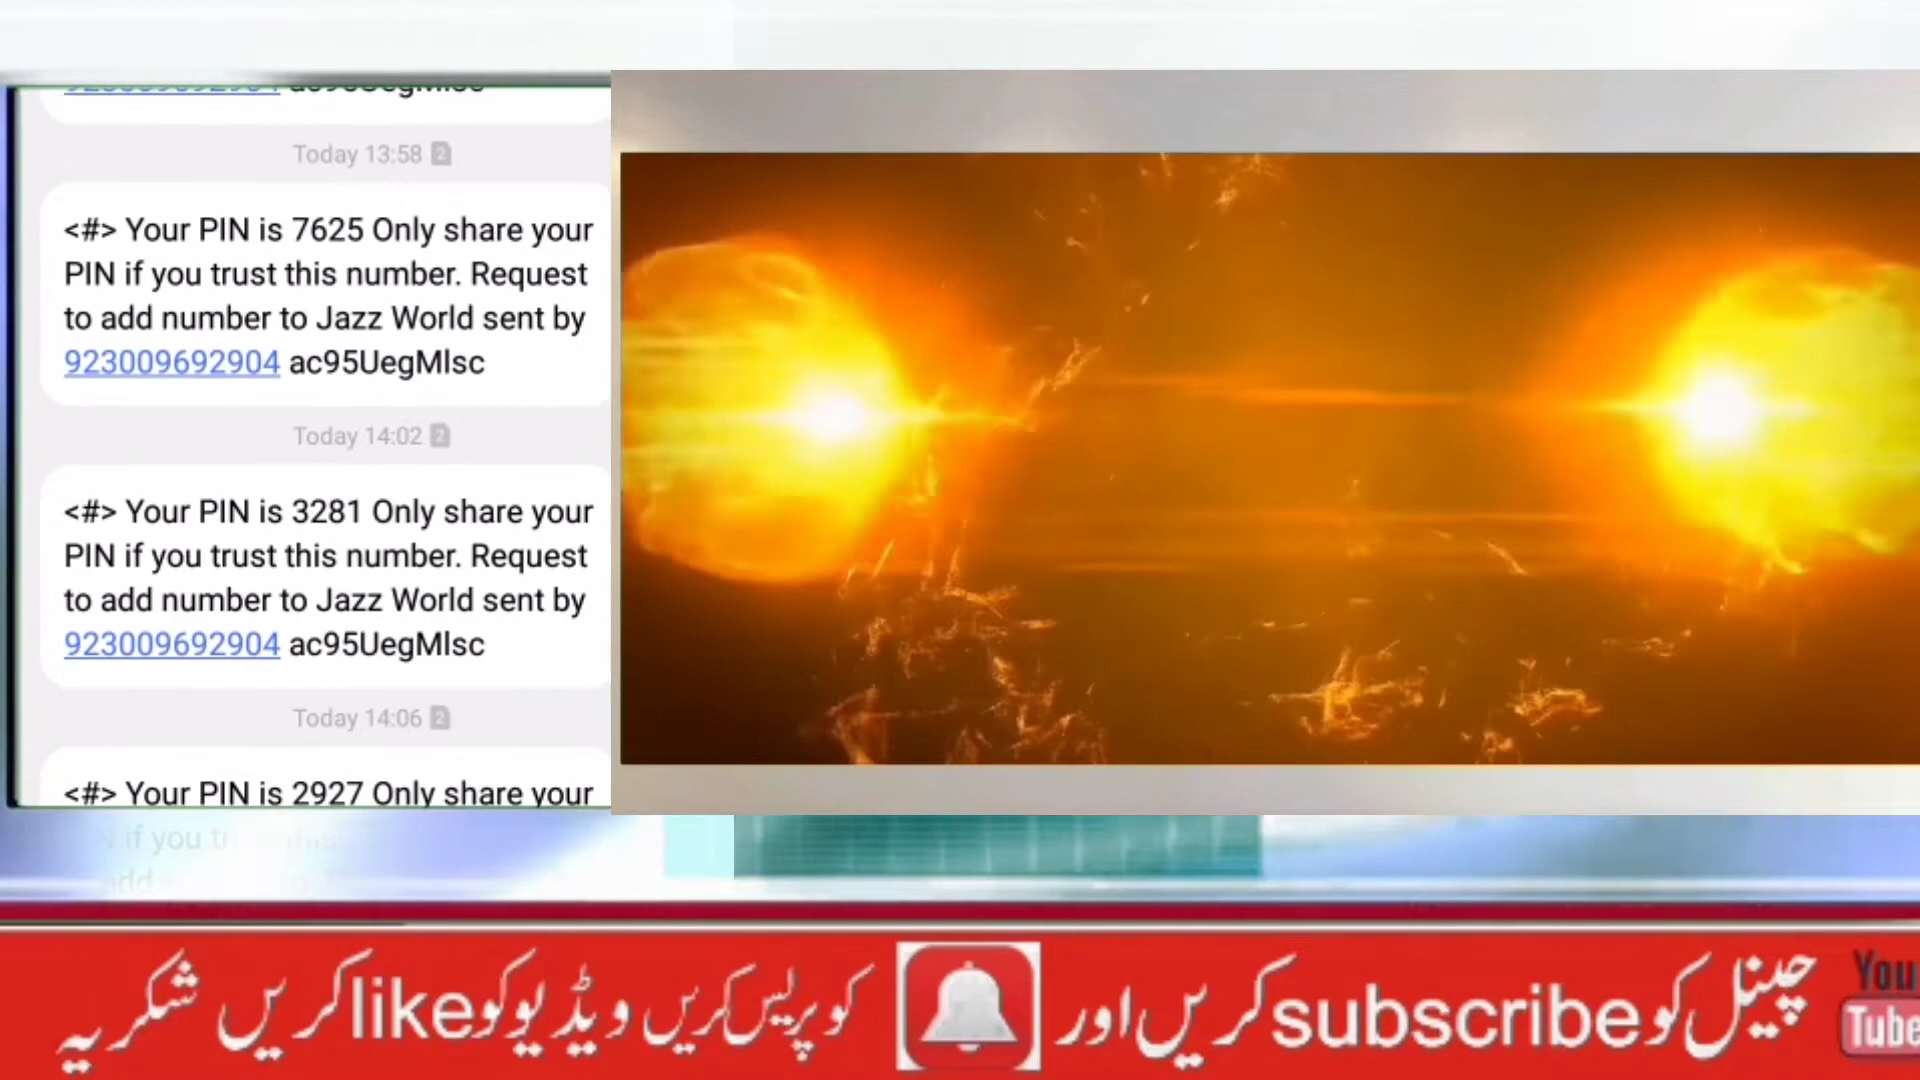 Today 13:58 2
<#> Your PIN is 7625 Only share your
PIN if you trust this number. Request
to add number to Jazz World sent by
923009692904 ac95UegMlsc
Today 14:02 2
<#> Your PIN is 3281 Only share your
PIN if you trust this number. Request
to add number to Jazz World sent by
923009692904 ac95UegMlsc
Today 14:06 2
<#> Your PIN is 2927 Only share your
چینل کو subscribe کریں اور کو پریس کریں ویڈیو کو like کریں شکریہ
You
Tube